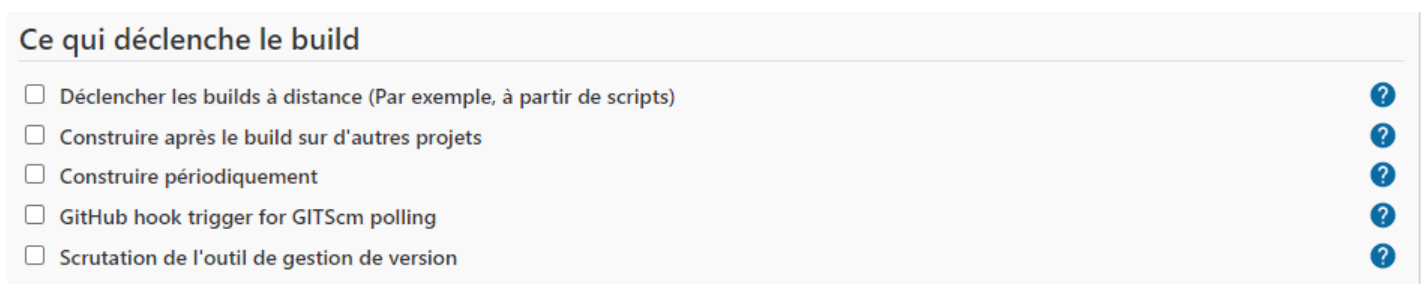 Ce qui déclenche le build
Déclencher les builds à distance (Par exemple, à partir de scripts)
?
Construire après le build sur d'autres projets
?
Construire périodiquement
?
GitHub hook trigger for GITScm polling
?
Scrutation de l'outil de gestion de version
?